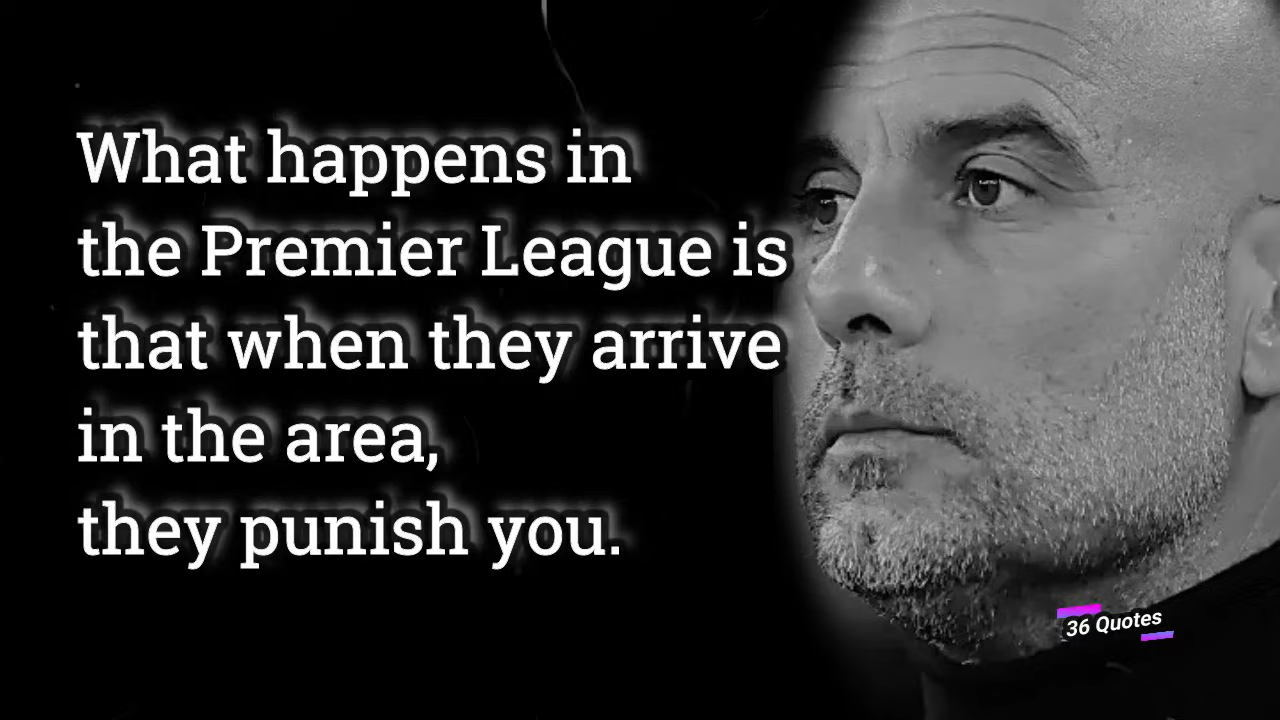 What happens in
the Premier League is
that when they arrive
in the area,
they punish you.
36 Quotes